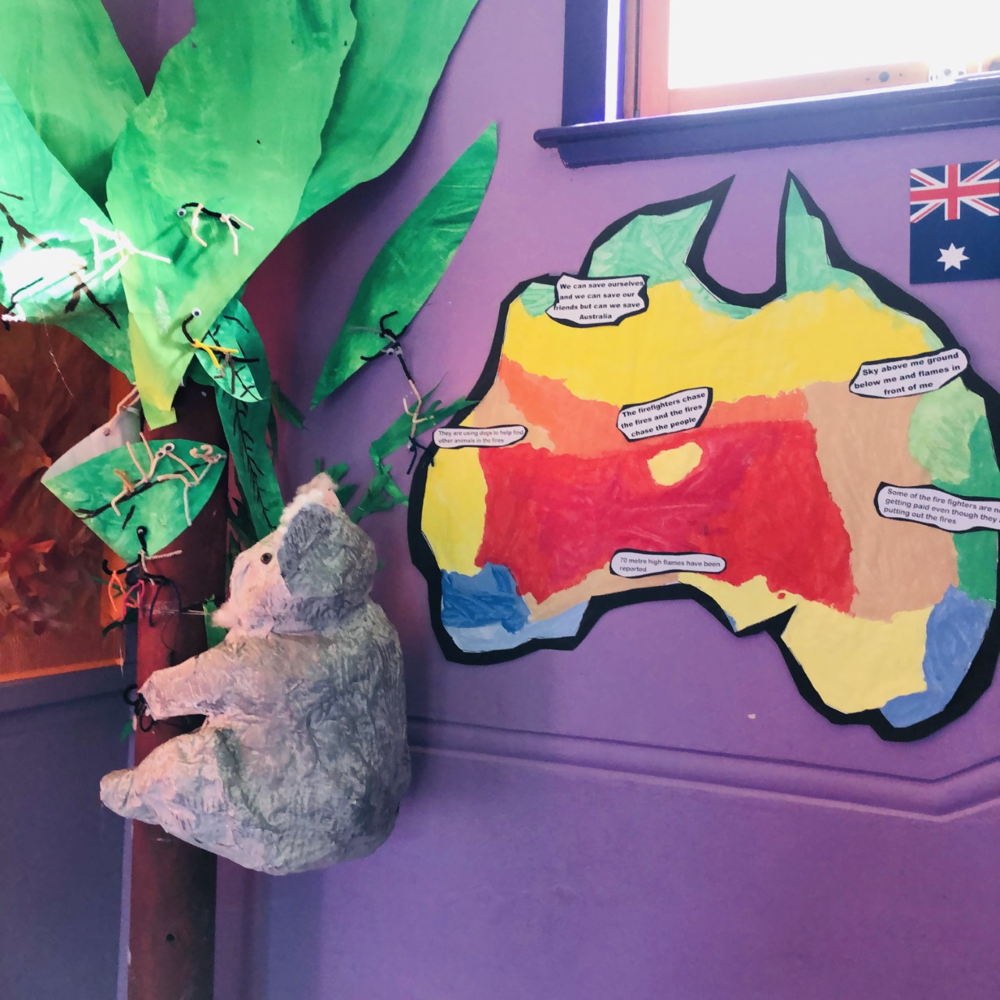 We can save ourselves
and we can save our
friends but can we save
Australia
Sky above me ground
below me and flames in
front of me
The firefighters chase
the fires and the fires
chase the people
They are using dogs to help find
other animals in the fires
Some of the fire fighters are
getting paid even though they
putting out the fires
70 metre high flames have been
reported